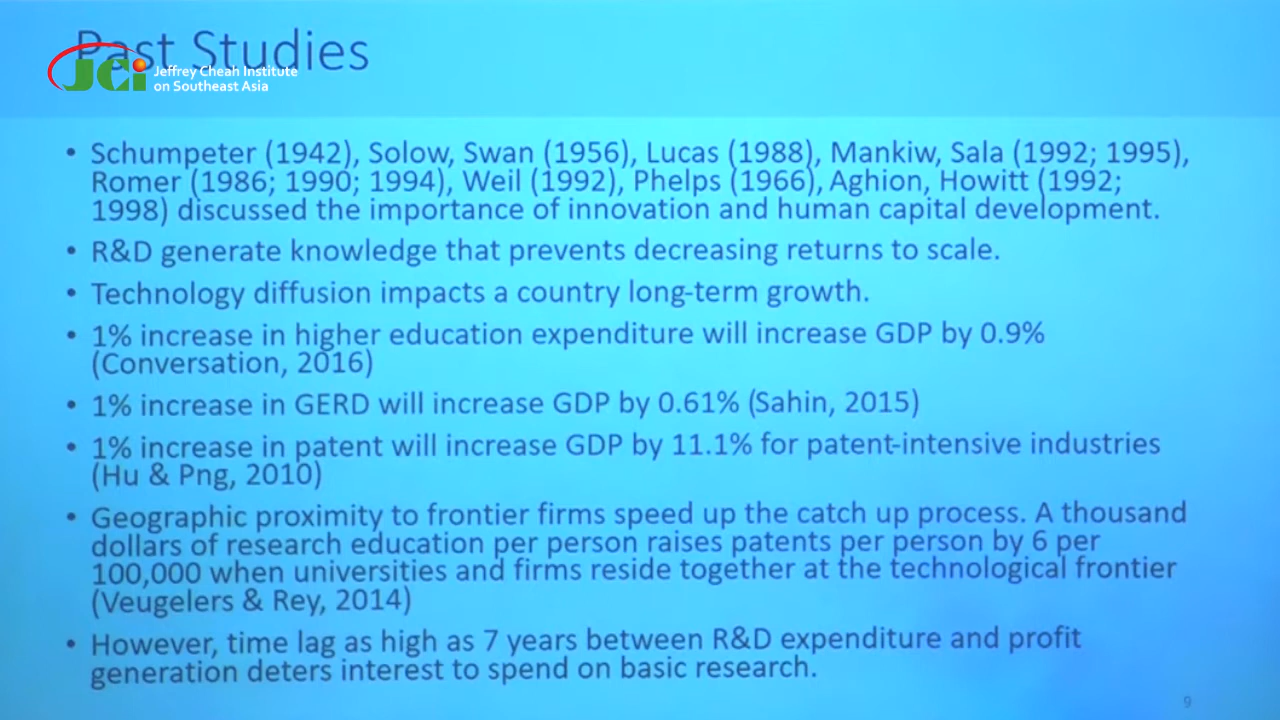 Past Studies
JCi Jeffrey Cheah Institute
on Southeast Asia
• Schumpeter (1942), Solow, Swan (1956), Lucas (1988), Mankiw, Sala (1992; 1995),
Romer (1986; 1990; 1994), Weil (1992), Phelps (1966), Aghion, Howitt (1992;
1998) discussed the importance of innovation and human capital development.
• R&D generate knowledge that prevents decreasing returns to scale.
• Technology diffusion impacts a country long-term growth.
• 1% increase in higher education expenditure will increase GDP by 0.9%
(Conversation, 2016)
• 1% increase in GERD will increase GDP by 0.61% (Sahin, 2015)
• 1% increase in patent will increase GDP by 11.1% for patent-intensive industries
(Hu & Png, 2010)
• Geographic proximity to frontier firms speed up the catch up process. A thousand
dollars of research education per person raises patents per person by 6 per
100,000 when universities and firms reside together at the technological frontier
(Veugelers & Rey, 2014)
• However, time lag as high as 7 years between R&D expenditure and profit
generation deters interest to spend on basic research.
9